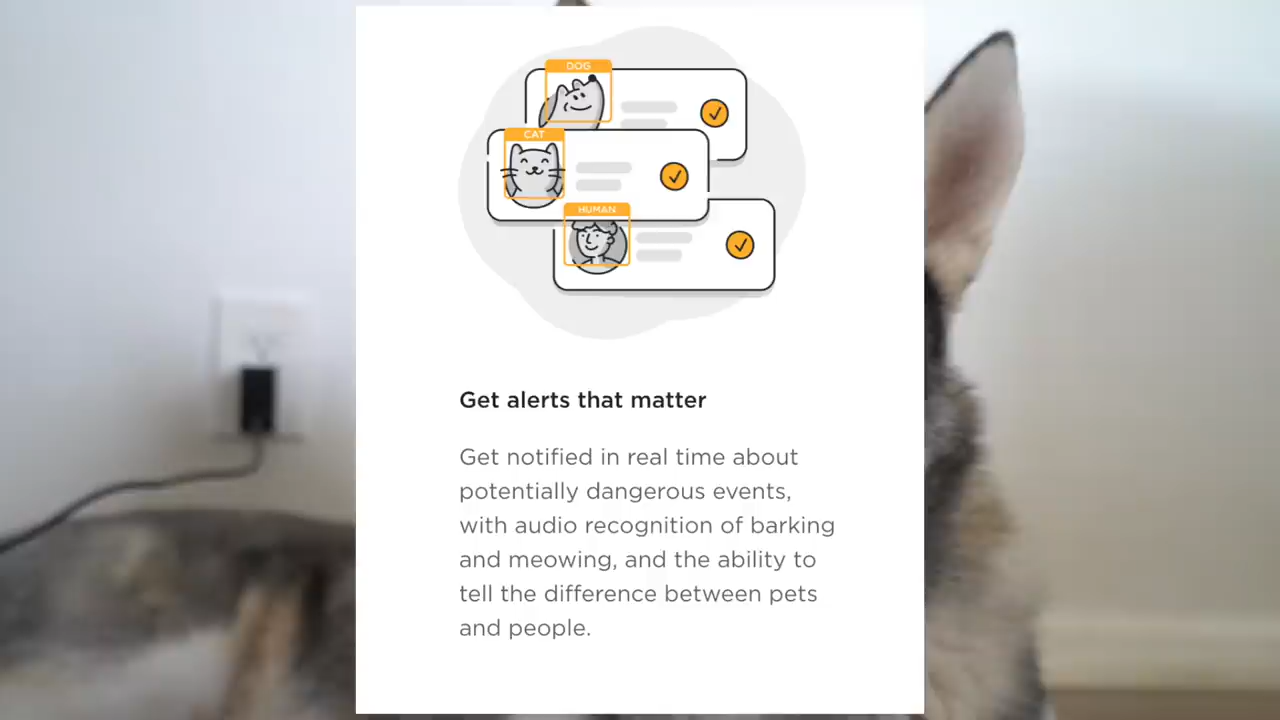 DOG
CAT
HUMAN
Get alerts that matter
Get notified in real time about
potentially dangerous events,
with audio recognition of barking
and meowing, and the ability to
tell the difference between pets
and people.